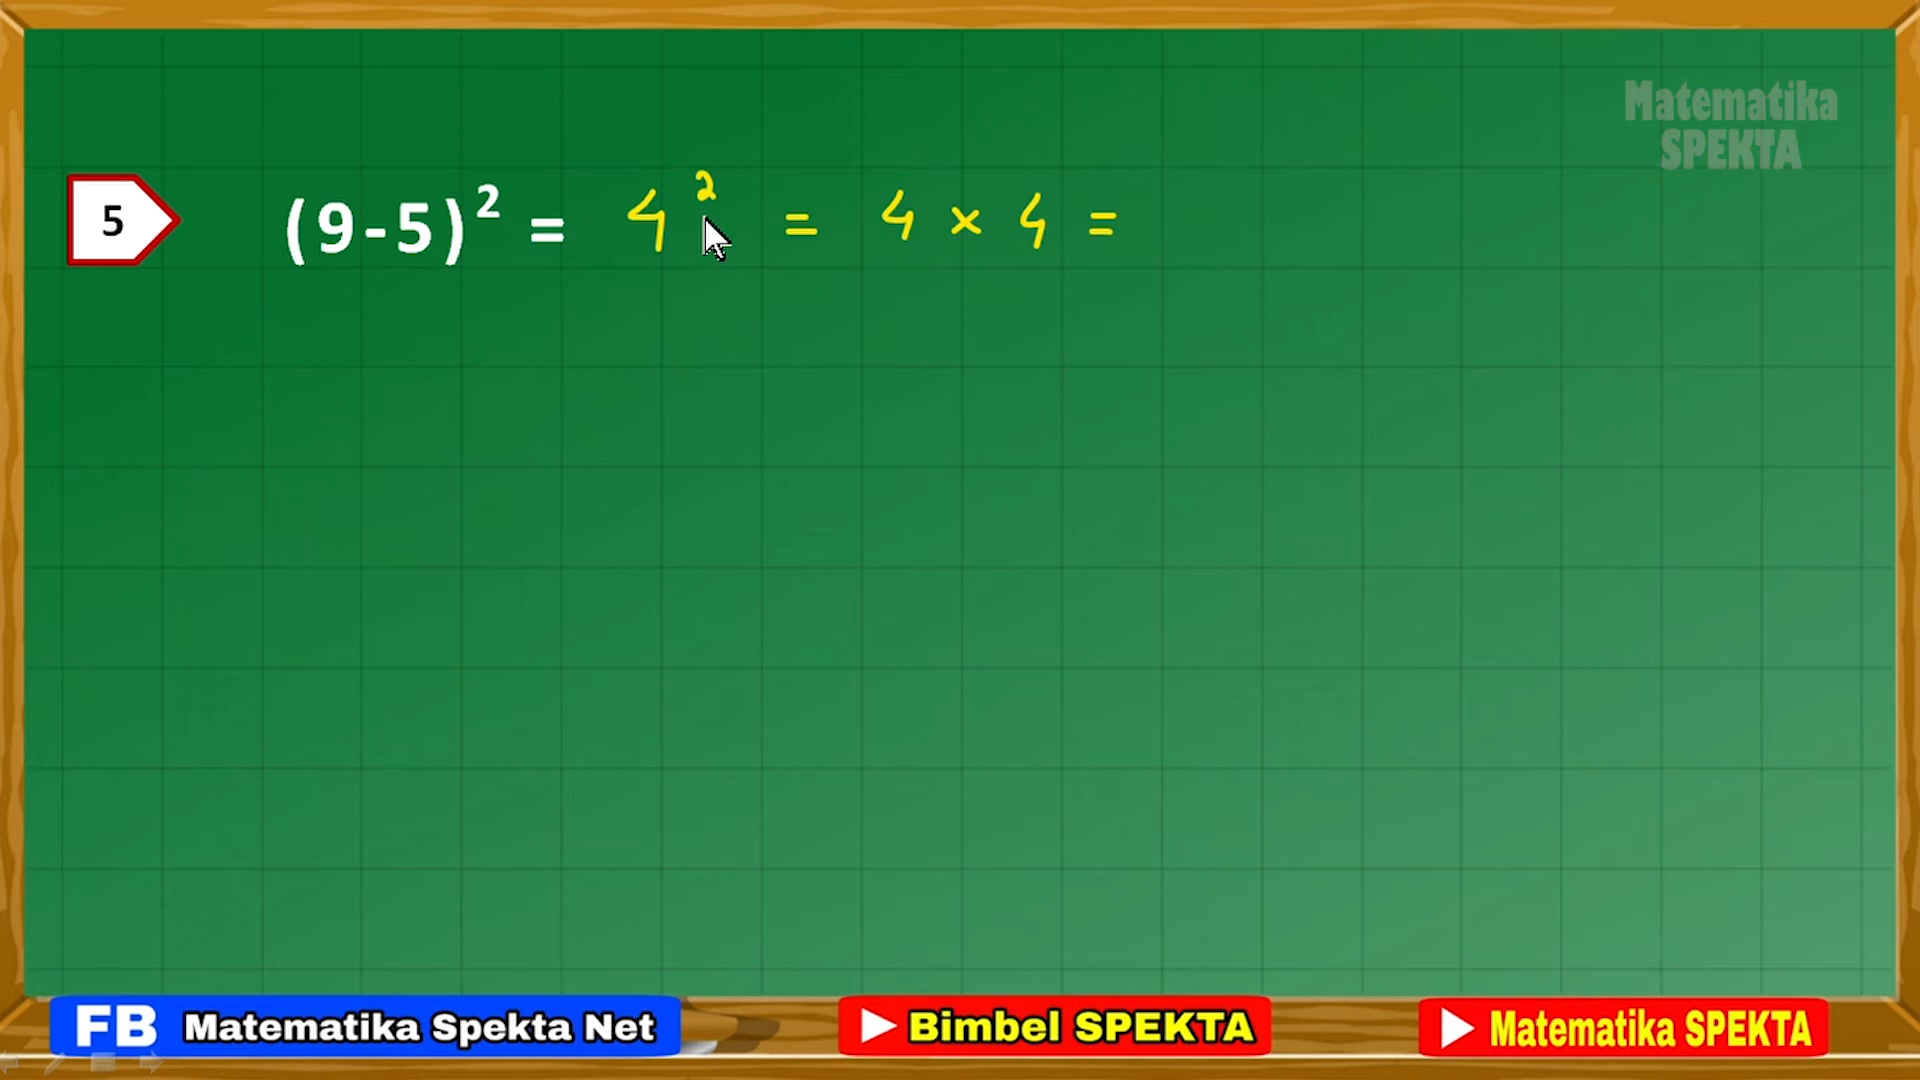 Matematika
SPEKTA
5
(9-5)² = 4² = 4 × 4 =
FB Matematika Spekta Net
Bimbel SPEKTA
Matematika SPEKTA